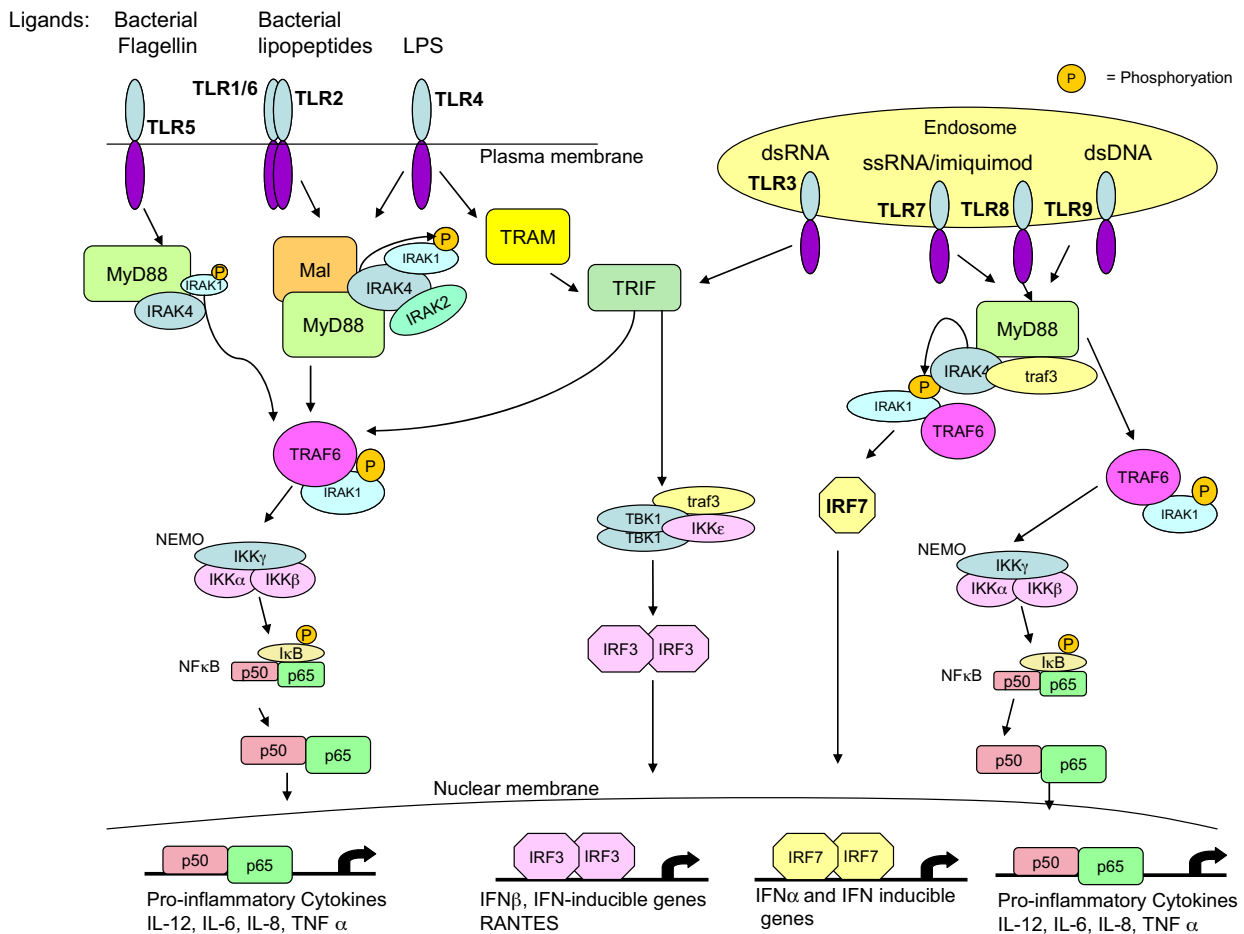 Ligands:
Bacterial
Flagellin
Bacterial
lipopeptides
LPS
TLR5
TLR1/6
TLR2
TLR4
Plasma membrane
P
= Phosphoryation
Endosome
dsRNA
ssRNA/imiquimod
dsDNA
TLR3
TLR7
TLR8
TLR9
MyD88
P
IRAK1
IRAK4
Mal
P
IRAK1
IRAK4
IRAK2
MyD88
TRAM
TRIF
MyD88
IRAK4
traf3
P
IRAK1
TRAF6
TRAF6
P
IRAK1
traf3
TBK1
IKKε
TBK1
IRF7
TRAF6
P
IRAK1
NEMO
IKKγ
IKKα
IKKβ
P
IκB
NFκB
p50
p65
p50
p65
IRF3
IRF3
NEMO
IKKγ
IKKα
IKKβ
P
IκB
NFκB
p50
p65
p50
p65
Nuclear membrane
p50
p65
Pro-inflammatory Cytokines
IL-12, IL-6, IL-8, TNF α
IRF3
IRF3
IFNβ, IFN-inducible genes
RANTES
IRF7
IRF7
IFNα and IFN inducible
genes
p50
p65
Pro-inflammatory Cytokines
IL-12, IL-6, IL-8, TNF α